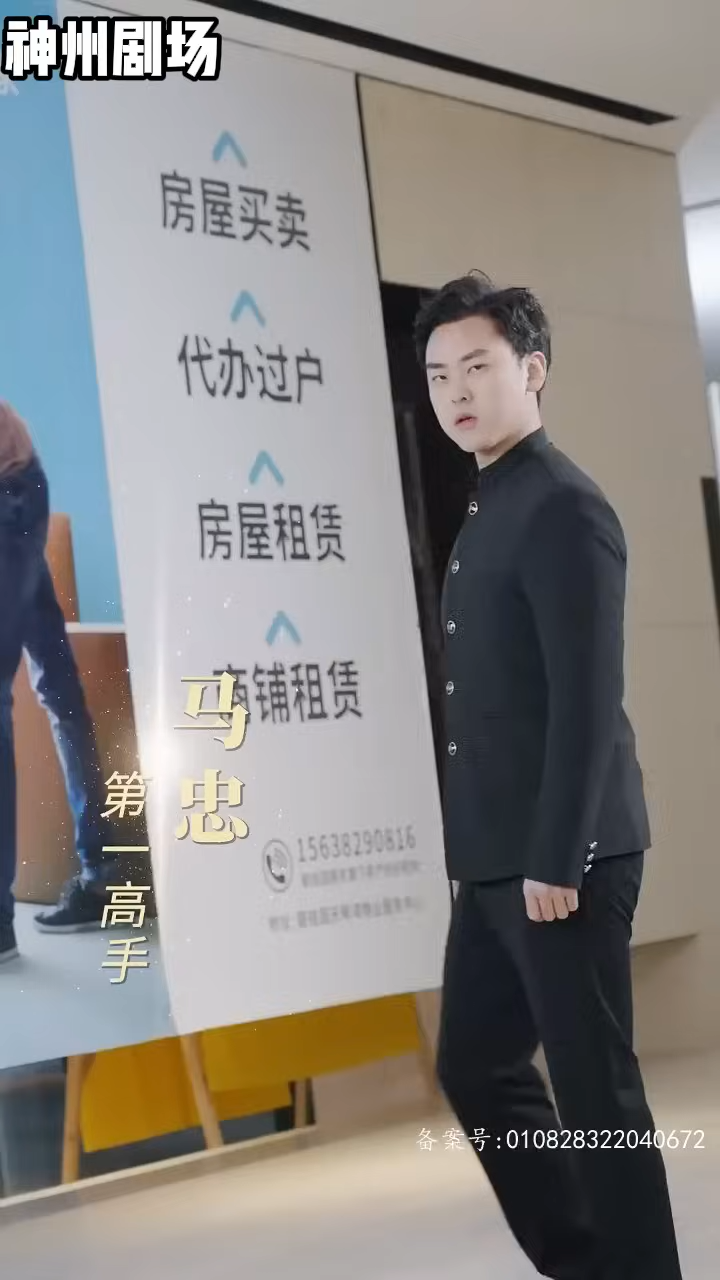 神州剧场
房屋买卖
代办过户
房屋租赁
商铺租赁
马忠
第一高手
15638290816
备案号:010828322040672